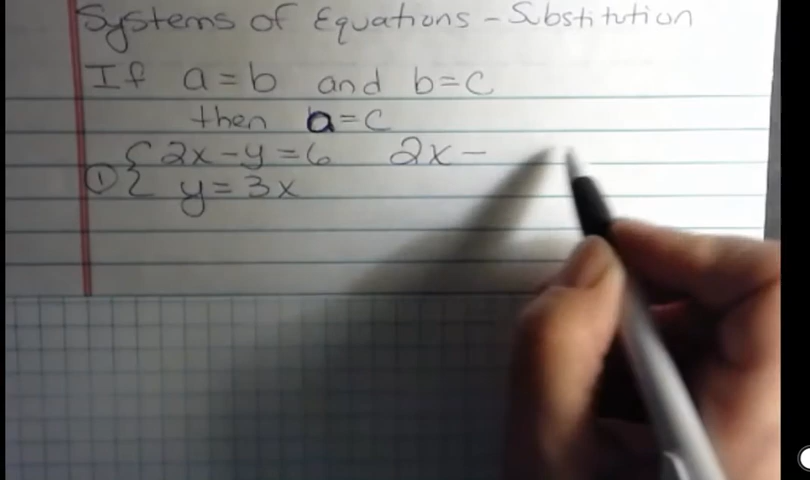 Systems of Equations - Substitution
If a = b and b = c
then a = c
① { 2x - y = 6 2x -
y = 3x